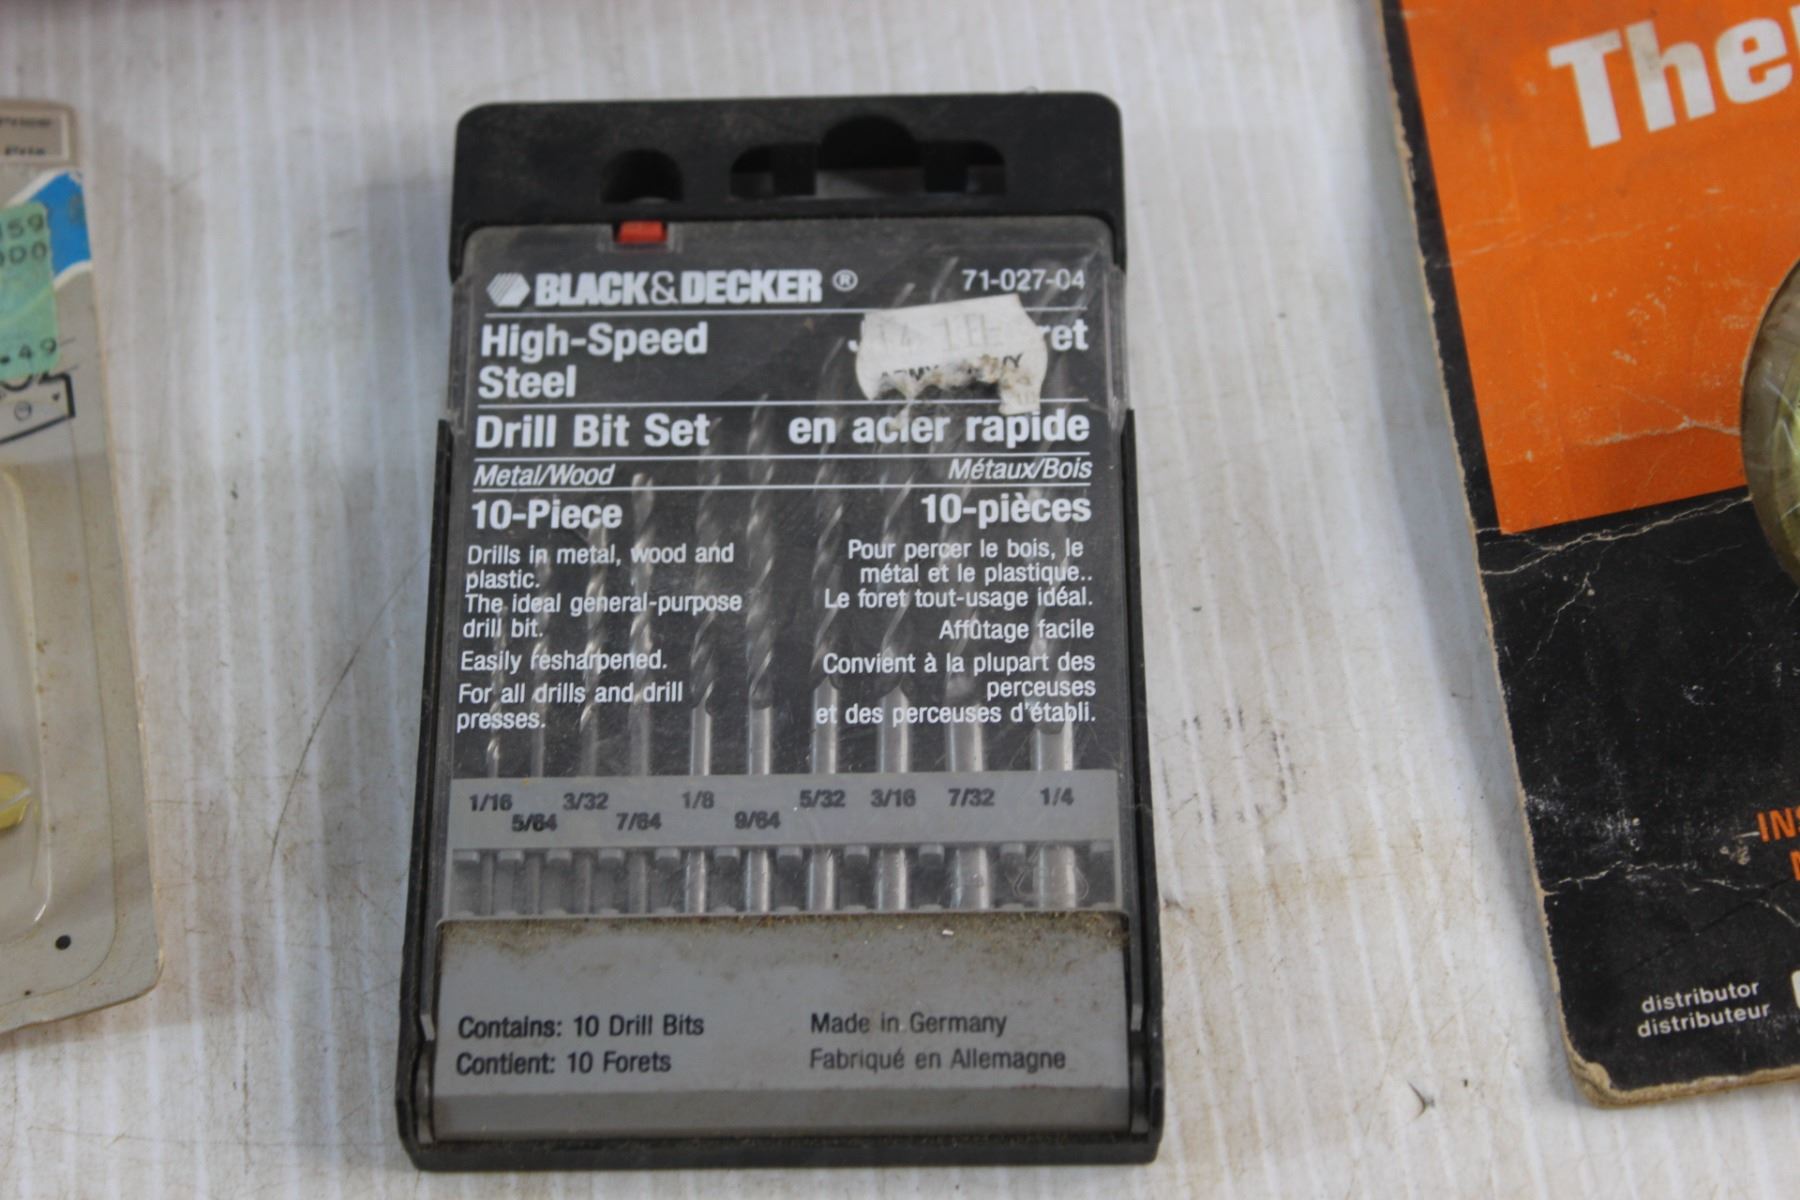 The
159
.49
BLACK&DECKER ® 71-027-04
High-Speed
Steel
Drill Bit Set
Metal/Wood
10-Piece
Drills in metal, wood and
plastic.
The ideal general-purpose
drill bit.
Easily resharpened.
For all drills and drill
presses.
en acier rapide
Métaux/Bois
10-pièces
Pour percer le bois, le
métal et le plastique..
Le foret tout-usage idéal.
Affûtage facile
Convient à la plupart des
perceuses
et des perceuses d'établi.
1/16 3/32 1/8 5/32 3/16 7/32 1/4
5/64 7/64 9/64
Contains: 10 Drill Bits
Contient: 10 Forets
Made in Germany
Fabriqué en Allemagne
distributor
distributeur